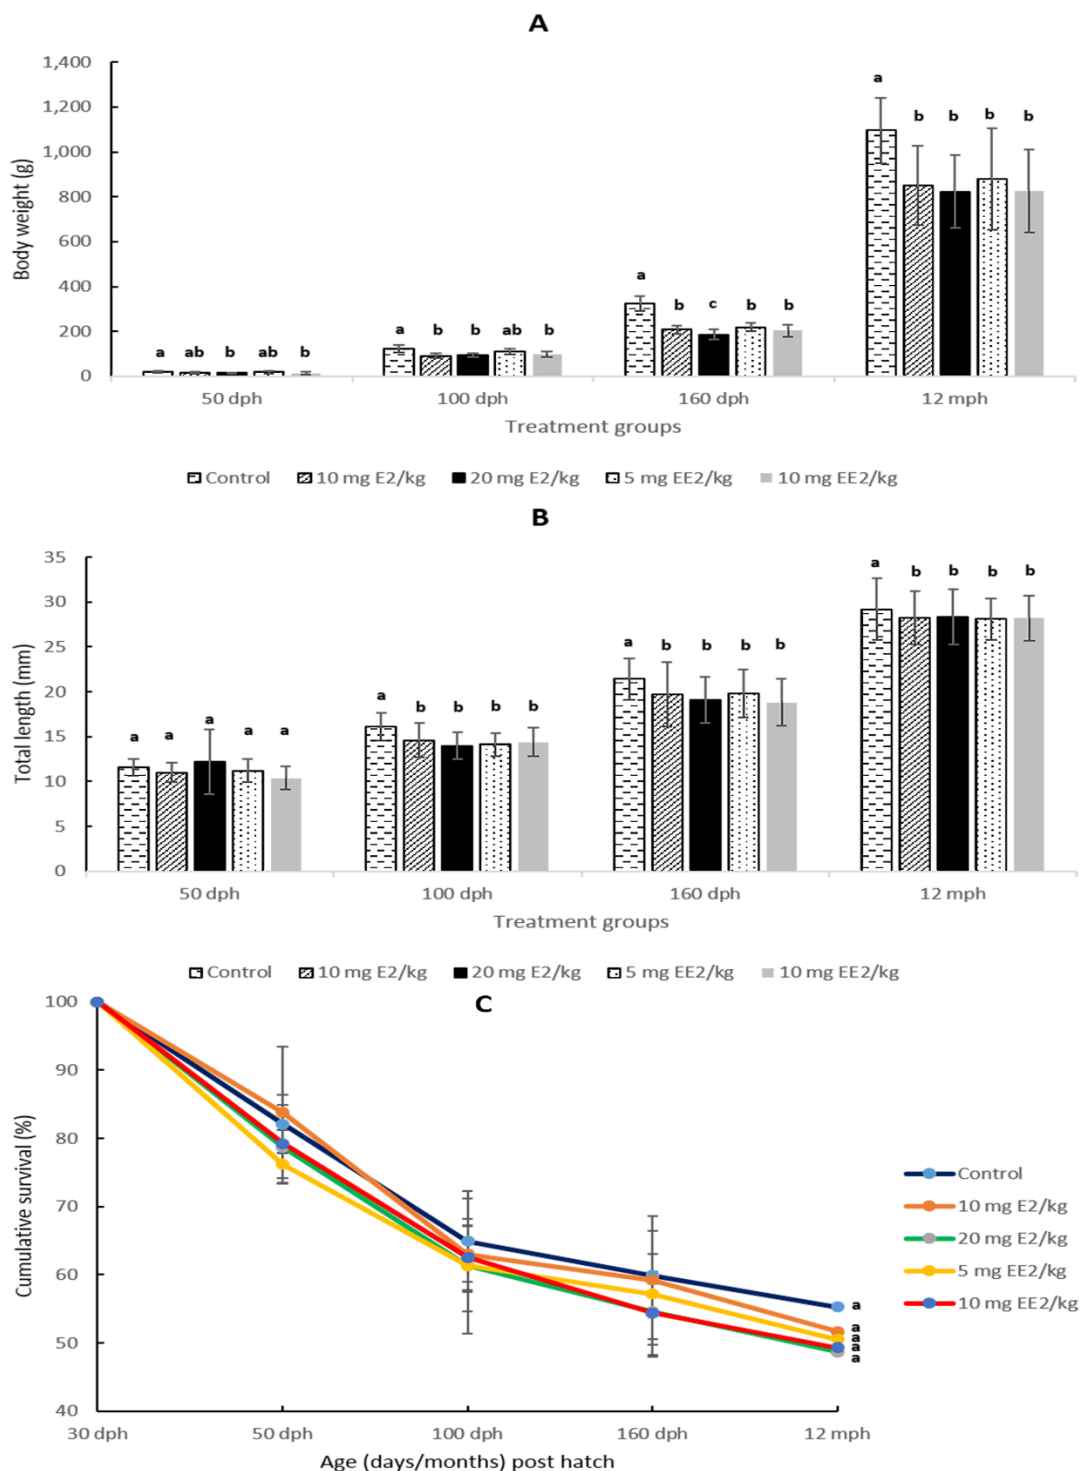 A
Body weight (g)
1,400
1,200
1,000
800
600
400
200
0
a ab b ab b
a b b ab b
a b c b b
a b b b b
50 dph 100 dph 160 dph 12 mph
Treatment groups
Control 10 mg E2/kg 20 mg E2/kg 5 mg EE2/kg 10 mg EE2/kg
B
Total length (mm)
35
30
25
20
15
10
5
0
a a a a a
a b b b b
a b b b b
a b b b b
50 dph 100 dph 160 dph 12 mph
Treatment groups
Control 10 mg E2/kg 20 mg E2/kg 5 mg EE2/kg 10 mg EE2/kg
C
Cumulative survival (%)
100
90
80
70
60
50
40
a
a
a
a
a
30 dph 50 dph 100 dph 160 dph 12 mph
Age (days/months) post hatch
Control
10 mg E2/kg
20 mg E2/kg
5 mg EE2/kg
10 mg EE2/kg